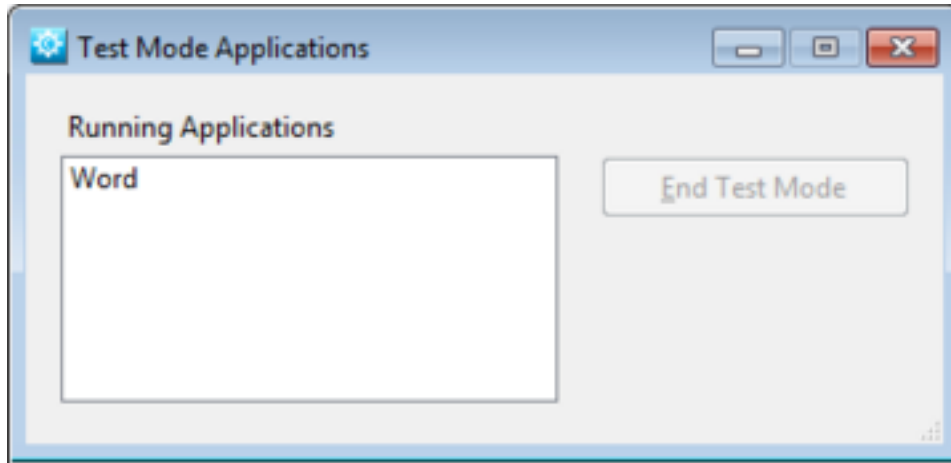 Test Mode Applications
Running Applications
Word
End Test Mode